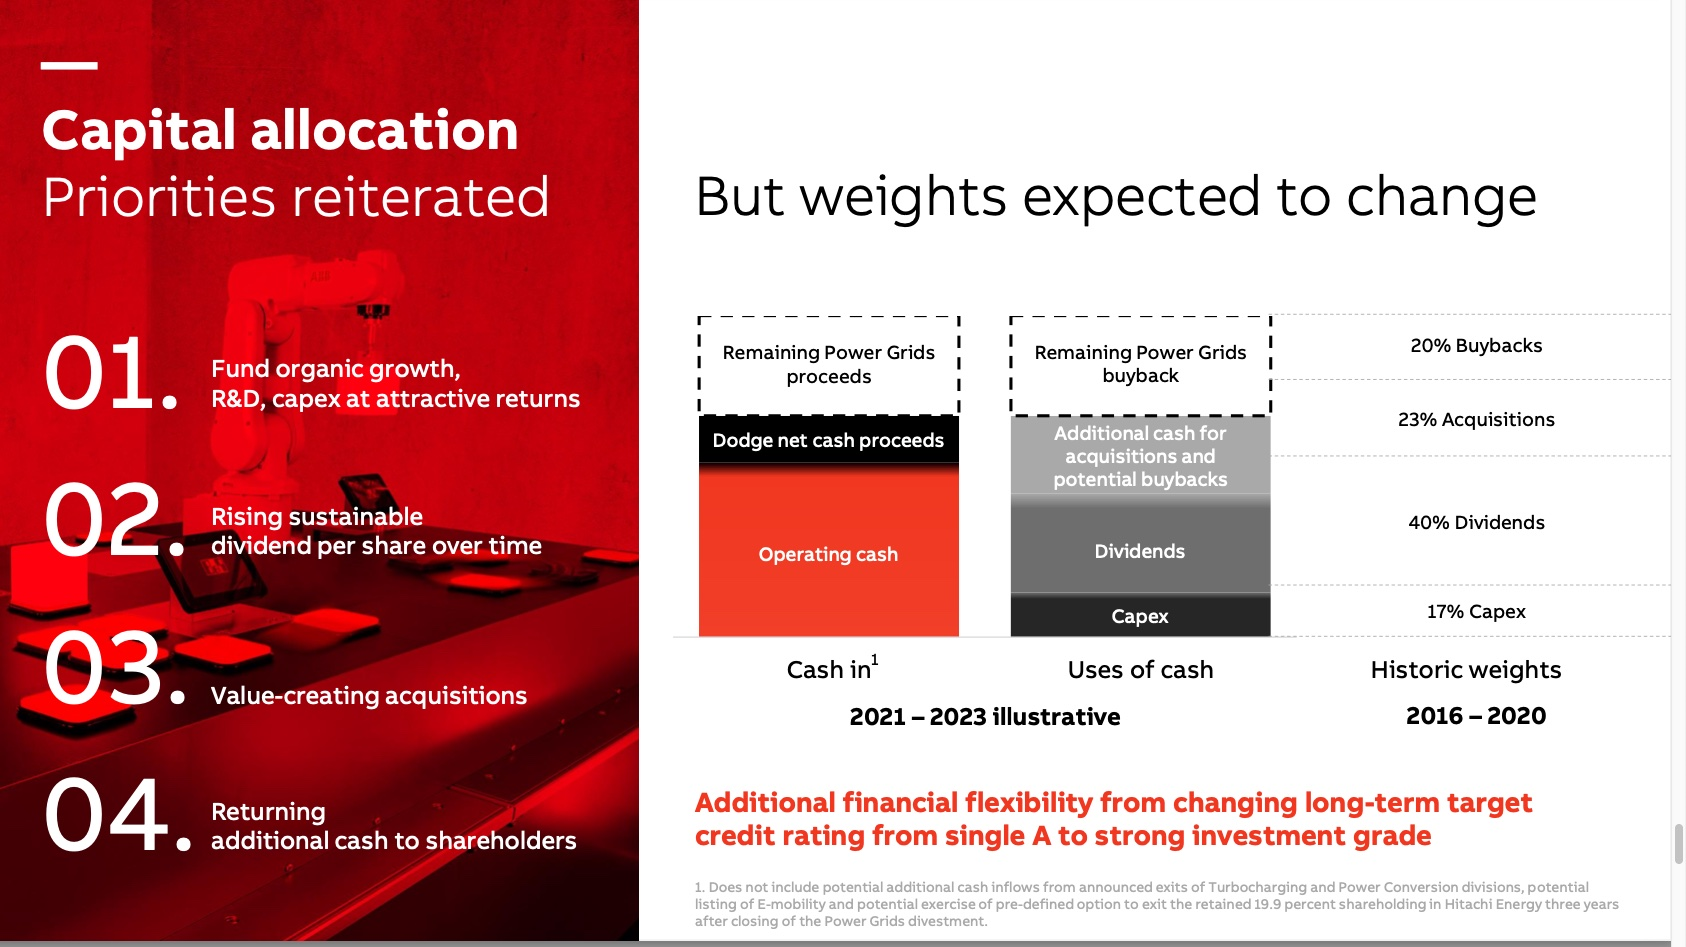 Capital allocation
Priorities reiterated
01.
Fund organic growth,
R&D, capex at attractive returns
02.
Rising sustainable
dividend per share over time
03.
Value-creating acquisitions
04.
Returning
additional cash to shareholders
ABB
But weights expected to change
Remaining Power Grids
proceeds
Dodge net cash proceeds
Operating cash
Remaining Power Grids
buyback
Additional cash for
acquisitions and
potential buybacks
Dividends
Capex
20% Buybacks
23% Acquisitions
40% Dividends
17% Capex
Cash in1
Uses of cash
Historic weights
2021 – 2023 illustrative
2016 – 2020
Additional financial flexibility from changing long-term target
credit rating from single A to strong investment grade
1. Does not include potential additional cash inflows from announced exits of Turbocharging and Power Conversion divisions, potential
listing of E-mobility and potential exercise of pre-defined option to exit the retained 19.9 percent shareholding in Hitachi Energy three years
after closing of the Power Grids divestment.